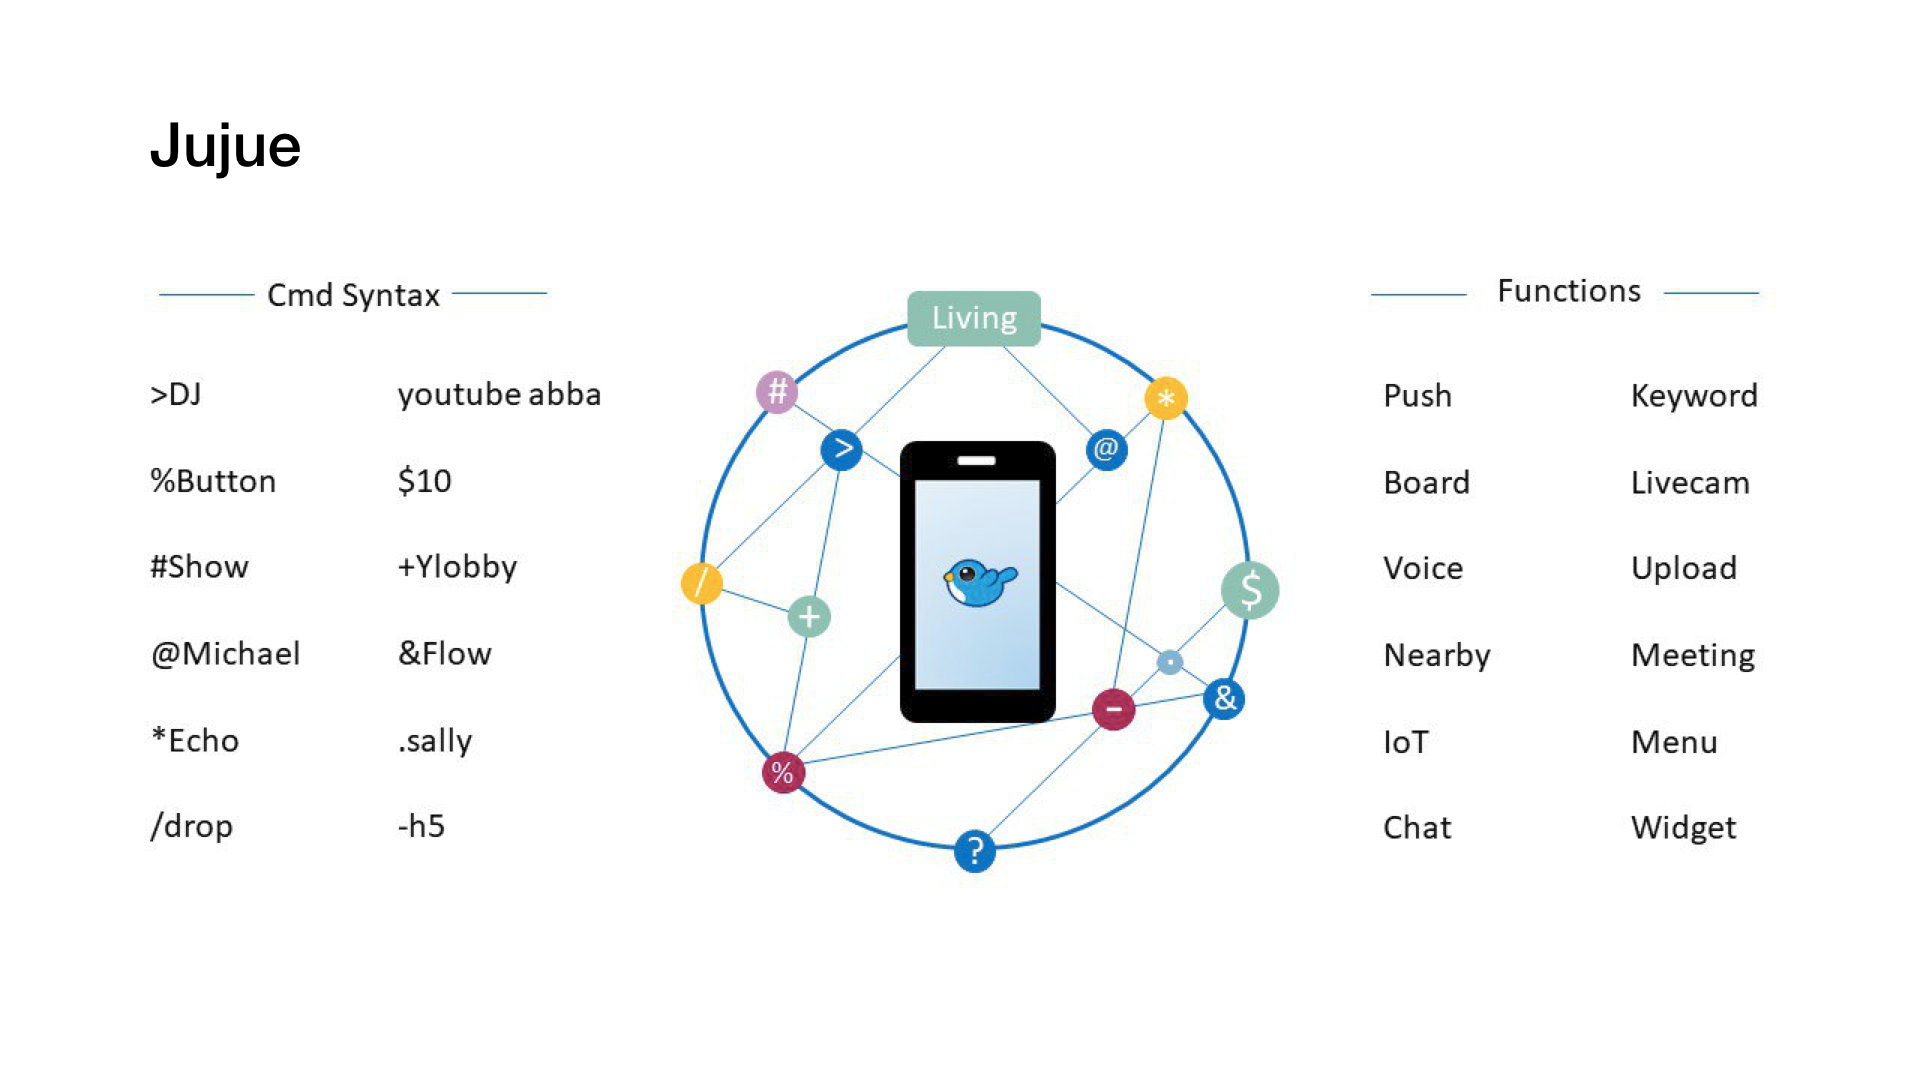 Jujue
Cmd Syntax
>DJ youtube abba
%Button $10
#Show +Ylobby
@Michael &Flow
*Echo .sally
/drop -h5
Living
# *
> @
/ $
+
.
- &
%
?
Functions
Push Keyword
Board Livecam
Voice Upload
Nearby Meeting
IoT Menu
Chat Widget